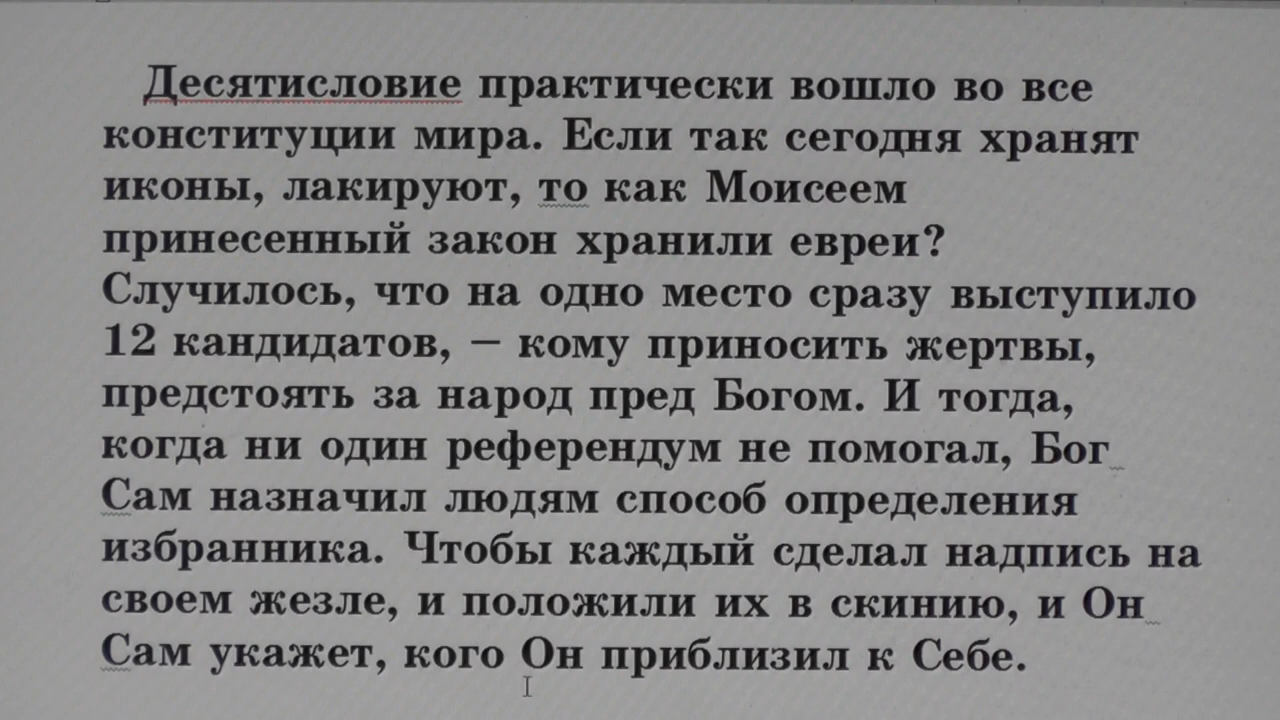 Десятисловие практически вошло во все
конституции мира. Если так сегодня хранят
иконы, лакируют, то как Моисеем
принесенный закон хранили евреи?
Случилось, что на одно место сразу выступило
12 кандидатов, – кому приносить жертвы,
предстоять за народ пред Богом. И тогда,
когда ни один референдум не помогал, Бог
Сам назначил людям способ определения
избранника. Чтобы каждый сделал надпись на
своем жезле, и положили их в скинию, и Он
Сам укажет, кого Он приблизил к Себе.